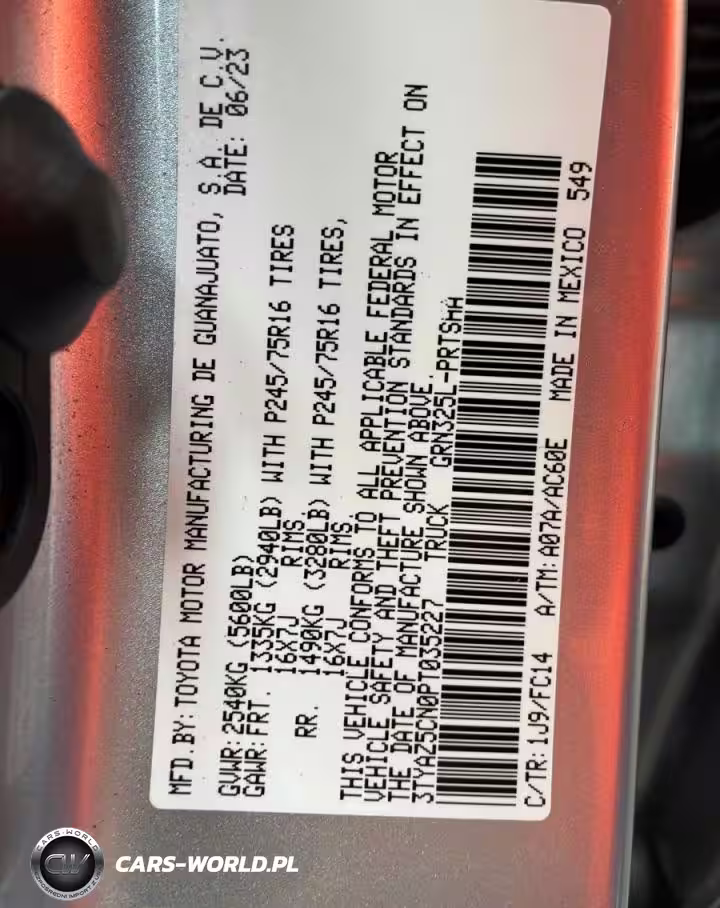 MFD.BY:TOYOTA MOTOR MANUFACTURING DE GUANAJUATO, S.A. DE C.V.
DATE: 06/23
GVWR:2540KG (5600LB)
GAWR:FRT. 1335KG (2940LB) WITH P245/75R16 TIRES
16X7J RIMS.
RR. 1490KG (3280LB) WITH P245/75R16 TIRES,
16X7J RIMS.
THIS VEHICLE CONFORMS TO ALL APPLICABLE FEDERAL MOTOR
VEHICLE SAFETY AND THEFT PREVENTION STANDARDS IN EFFECT ON
THE DATE OF MANUFACTURE SHOWN ABOVE.
3TYAZ5CN0PT035227 TRUCK GRN325L-PRTSHA
C/TR:1J9/FC14 A/TM:A07A/AC60E MADE IN MEXICO 549
CARS-WORLD
CW
CARS-WORLD.PL